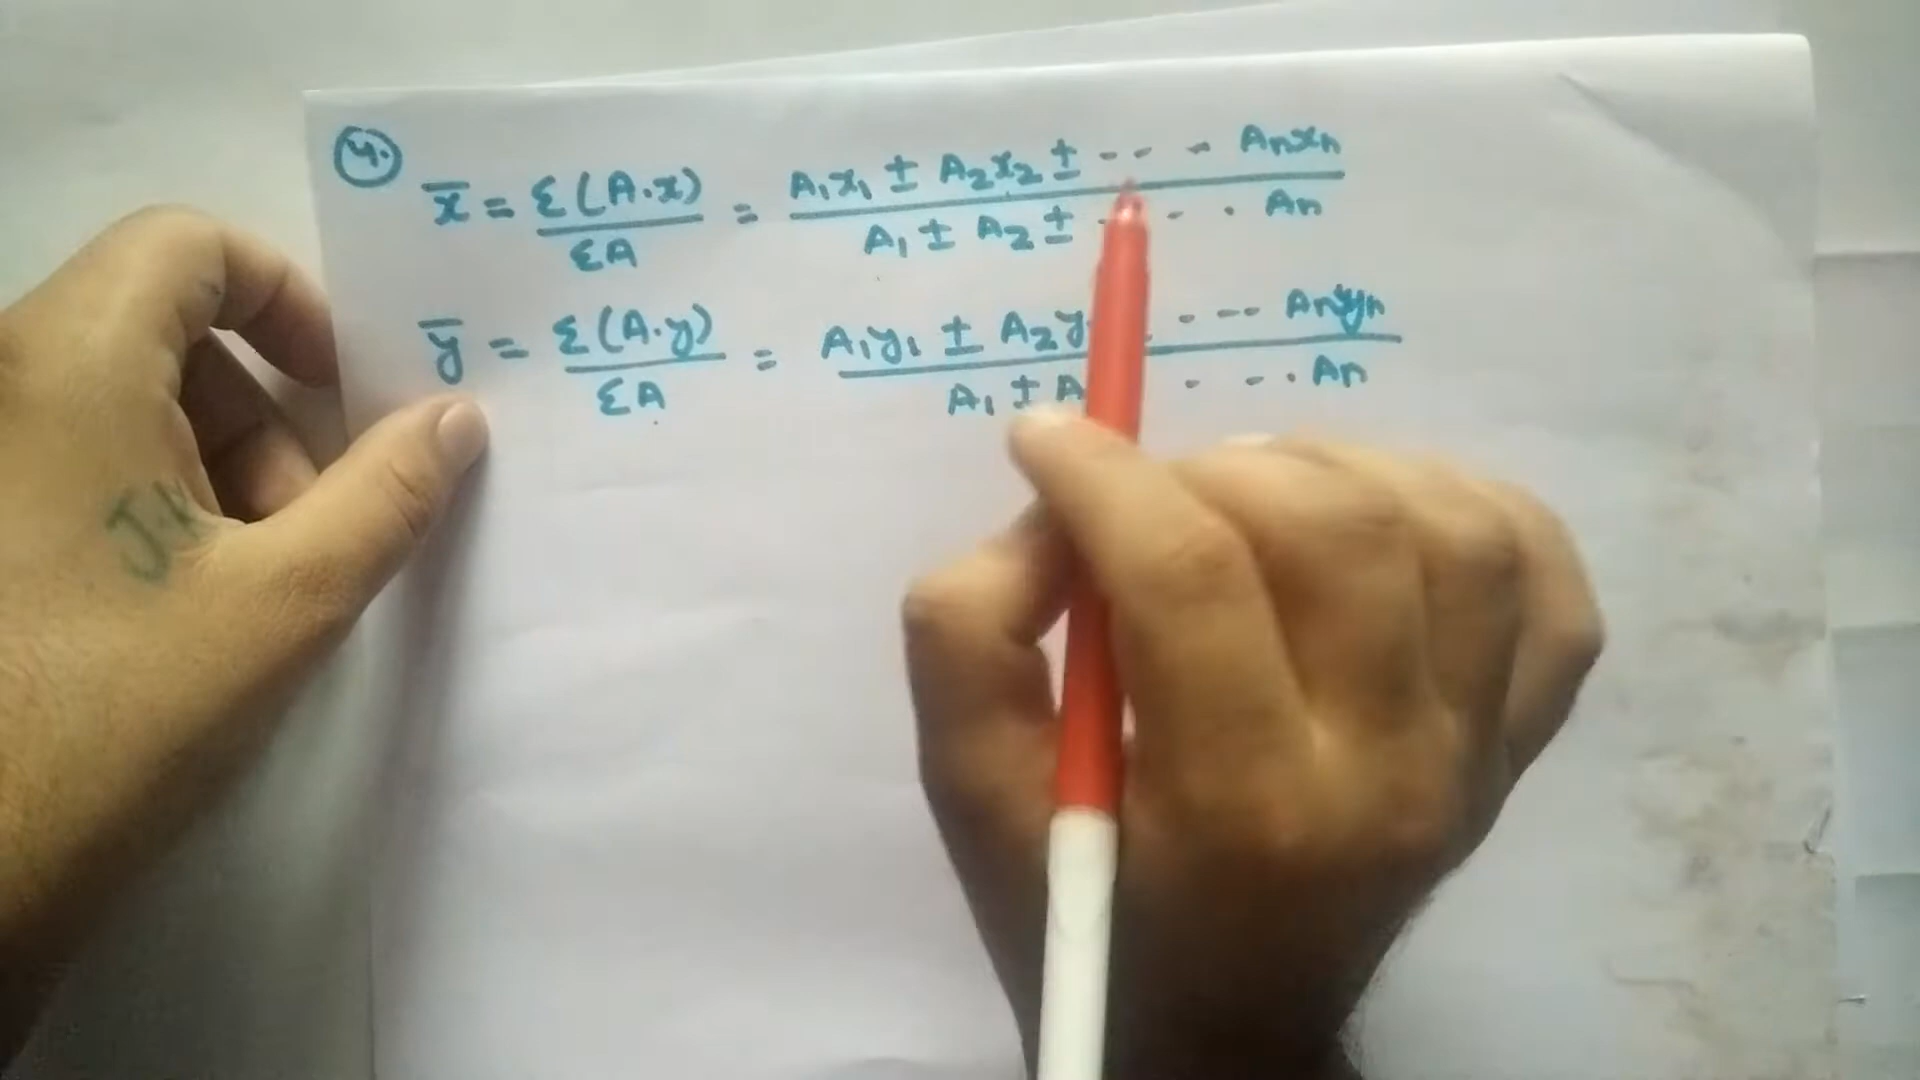 4.
x̄ = Σ(A·x) / ΣA = A₁x₁ ± A₂x₂ ± - - - Anxn / A₁ ± A₂ ± - - · An
ȳ = Σ(A·y) / ΣA = A₁y₁ ± A₂y - --- Anyn / A₁ ± A - - · An
J.K